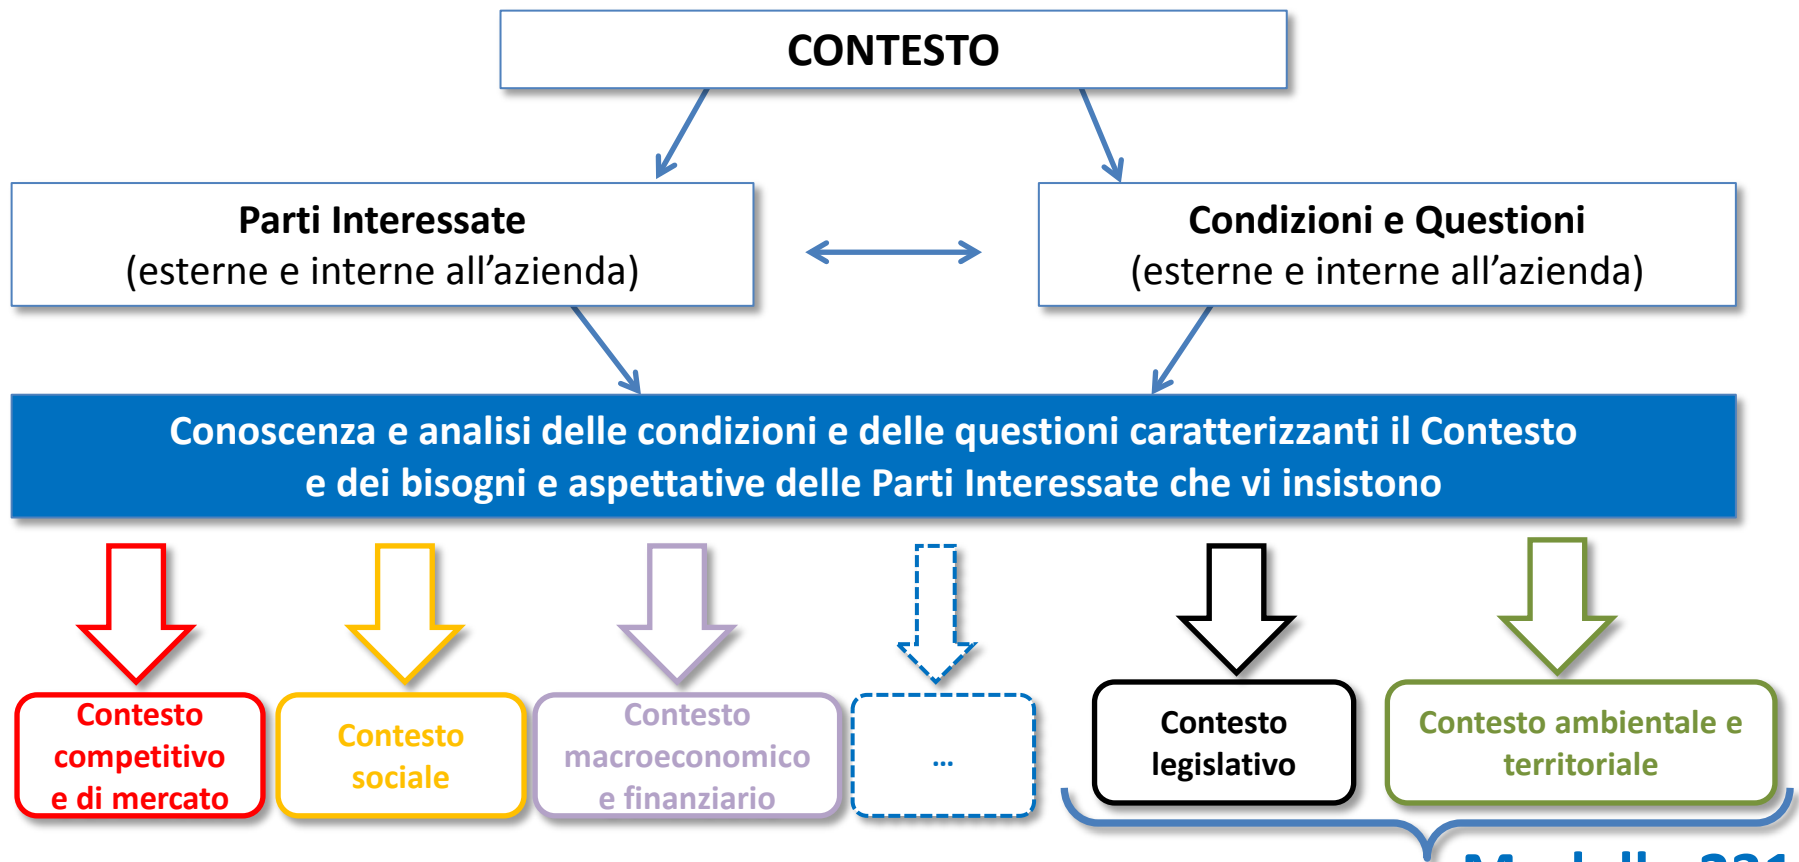 CONTESTO
Parti Interessate
(esterne e interne all’azienda)
Condizioni e Questioni
(esterne e interne all’azienda)
Conoscenza e analisi delle condizioni e delle questioni caratterizzanti il Contesto
e dei bisogni e aspettative delle Parti Interessate che vi insistono
Contesto
competitivo
e di mercato
Contesto
sociale
Contesto
macroeconomico
e finanziario
...
Contesto
legislativo
Contesto ambientale e
territoriale